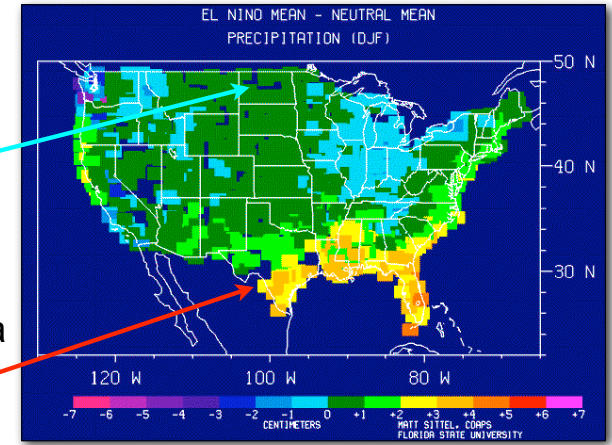 EL NINO MEAN - NEUTRAL MEAN
PRECIPITATION (DJF)
50 N
40 N
30 N
a
120 W 100 W 80 W
-7 -6 -5 -4 -3 -2 -1 0 +1 +2 +3 +4 +5 +6 +7
CENTIMETERS
MATT SITTEL, COAPS
FLORIDA STATE UNIVERSITY